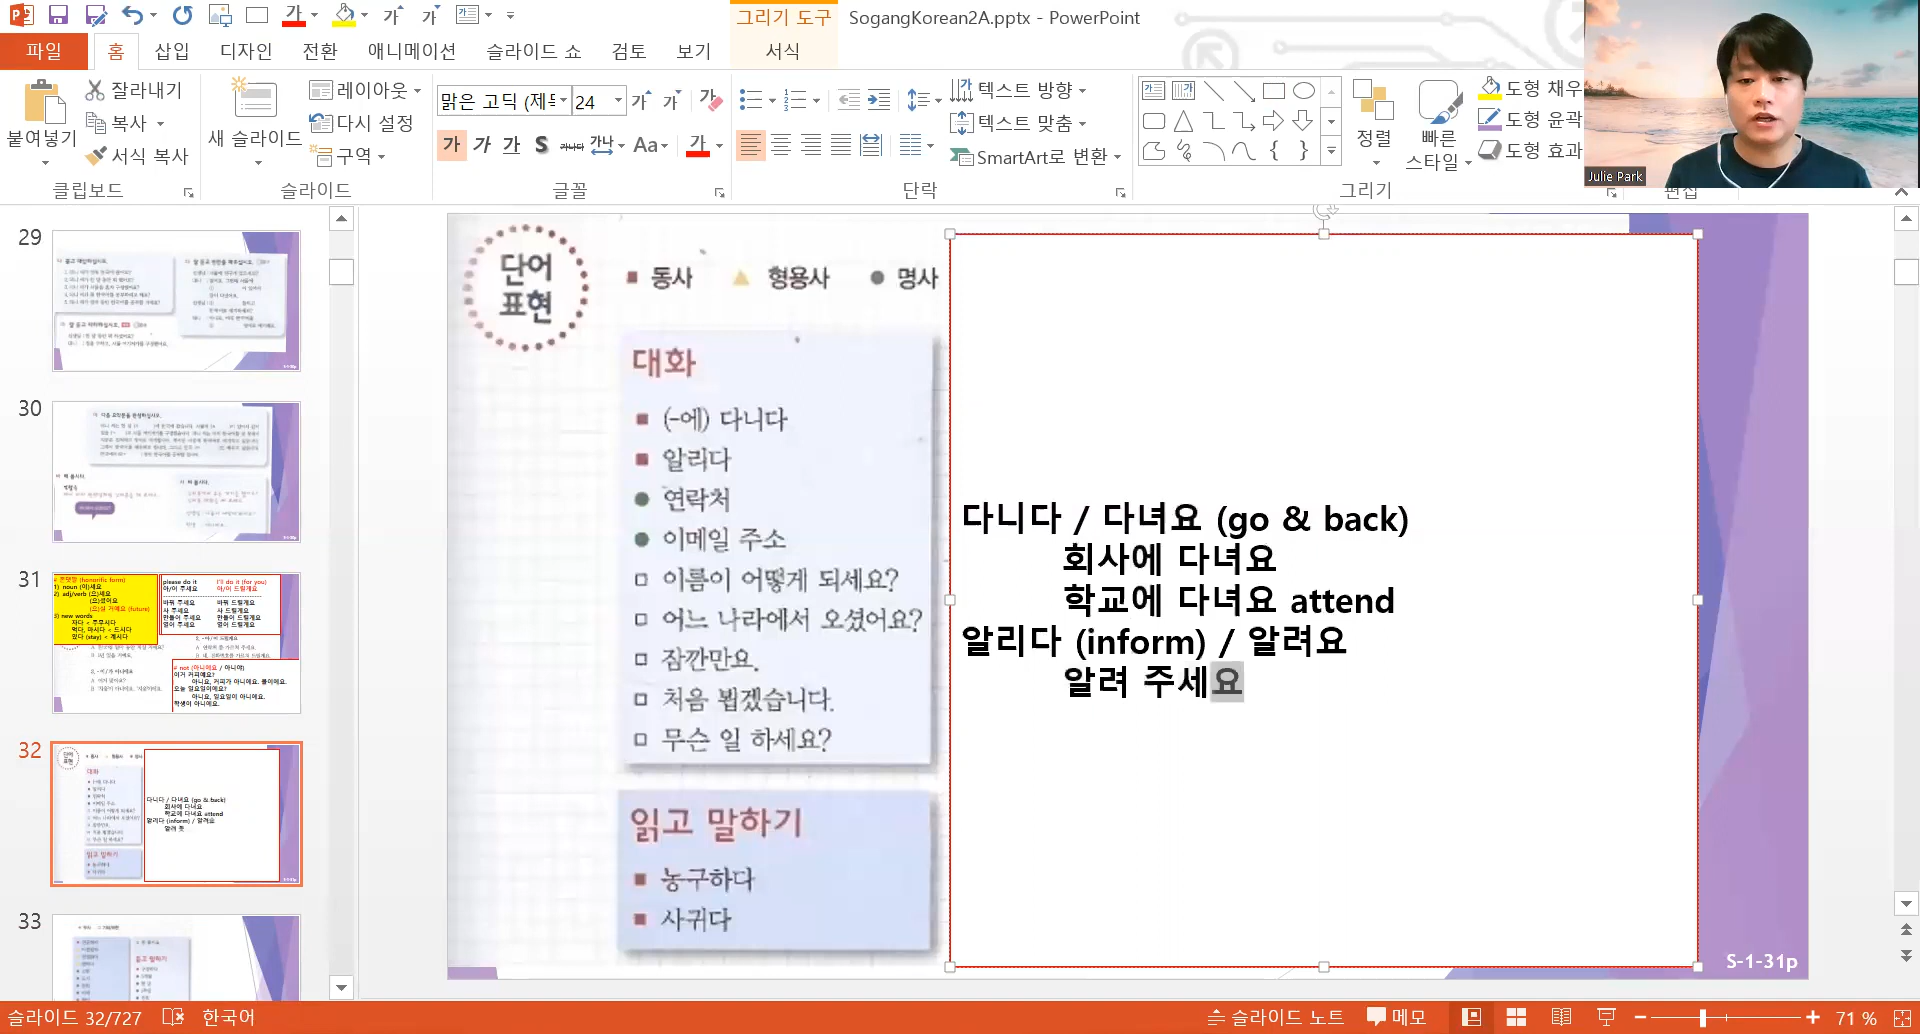 그리기 도구
SogangKorean2A.pptx - PowerPoint
파일
홈
삽입
디자인
전환
애니메이션
슬라이드 쇼
검토
보기
서식
붙여넣기
잘라내기
복사
서식 복사
클립보드
새 슬라이드
레이아웃
다시 설정
구역
슬라이드
맑은 고딕 (제목
24
글꼴
텍스트 방향
텍스트 맞춤
SmartArt로 변환
단락
정렬
빠른
스타일
도형 채우
도형 윤곽
도형 효과
그리기
편집
Julie Park
29
30
31
32
33
단어
표현
동사
형용사
명사
대화
(-에) 다니다
알리다
연락처
이메일 주소
이름이 어떻게 되세요?
어느 나라에서 오셨어요?
잠깐만요.
처음 뵙겠습니다.
무슨 일 하세요?
읽고 말하기
농구하다
사귀다
다니다 / 다녀요 (go & back)
회사에 다녀요
학교에 다녀요 attend
알리다 (inform) / 알려요
알려 주세요
S-1-31p
슬라이드 32/727
한국어
슬라이드 노트
메모
71 %